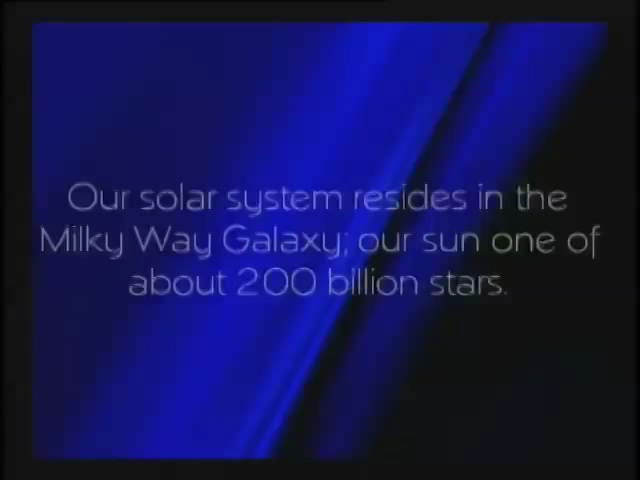 Our solar system resides in the
Milky Way Galaxy; our sun one of
about 200 billion stars.